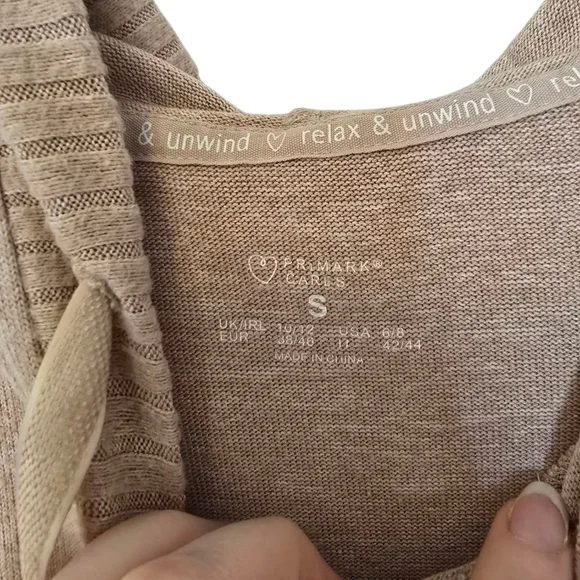 & unwind ♡ relax & unwind ♡ relax
PRIMARK®
CARES
S
UK/IRL 10/12 USA 6/8
EUR 38/40 IT 42/44
MADE IN CHINA